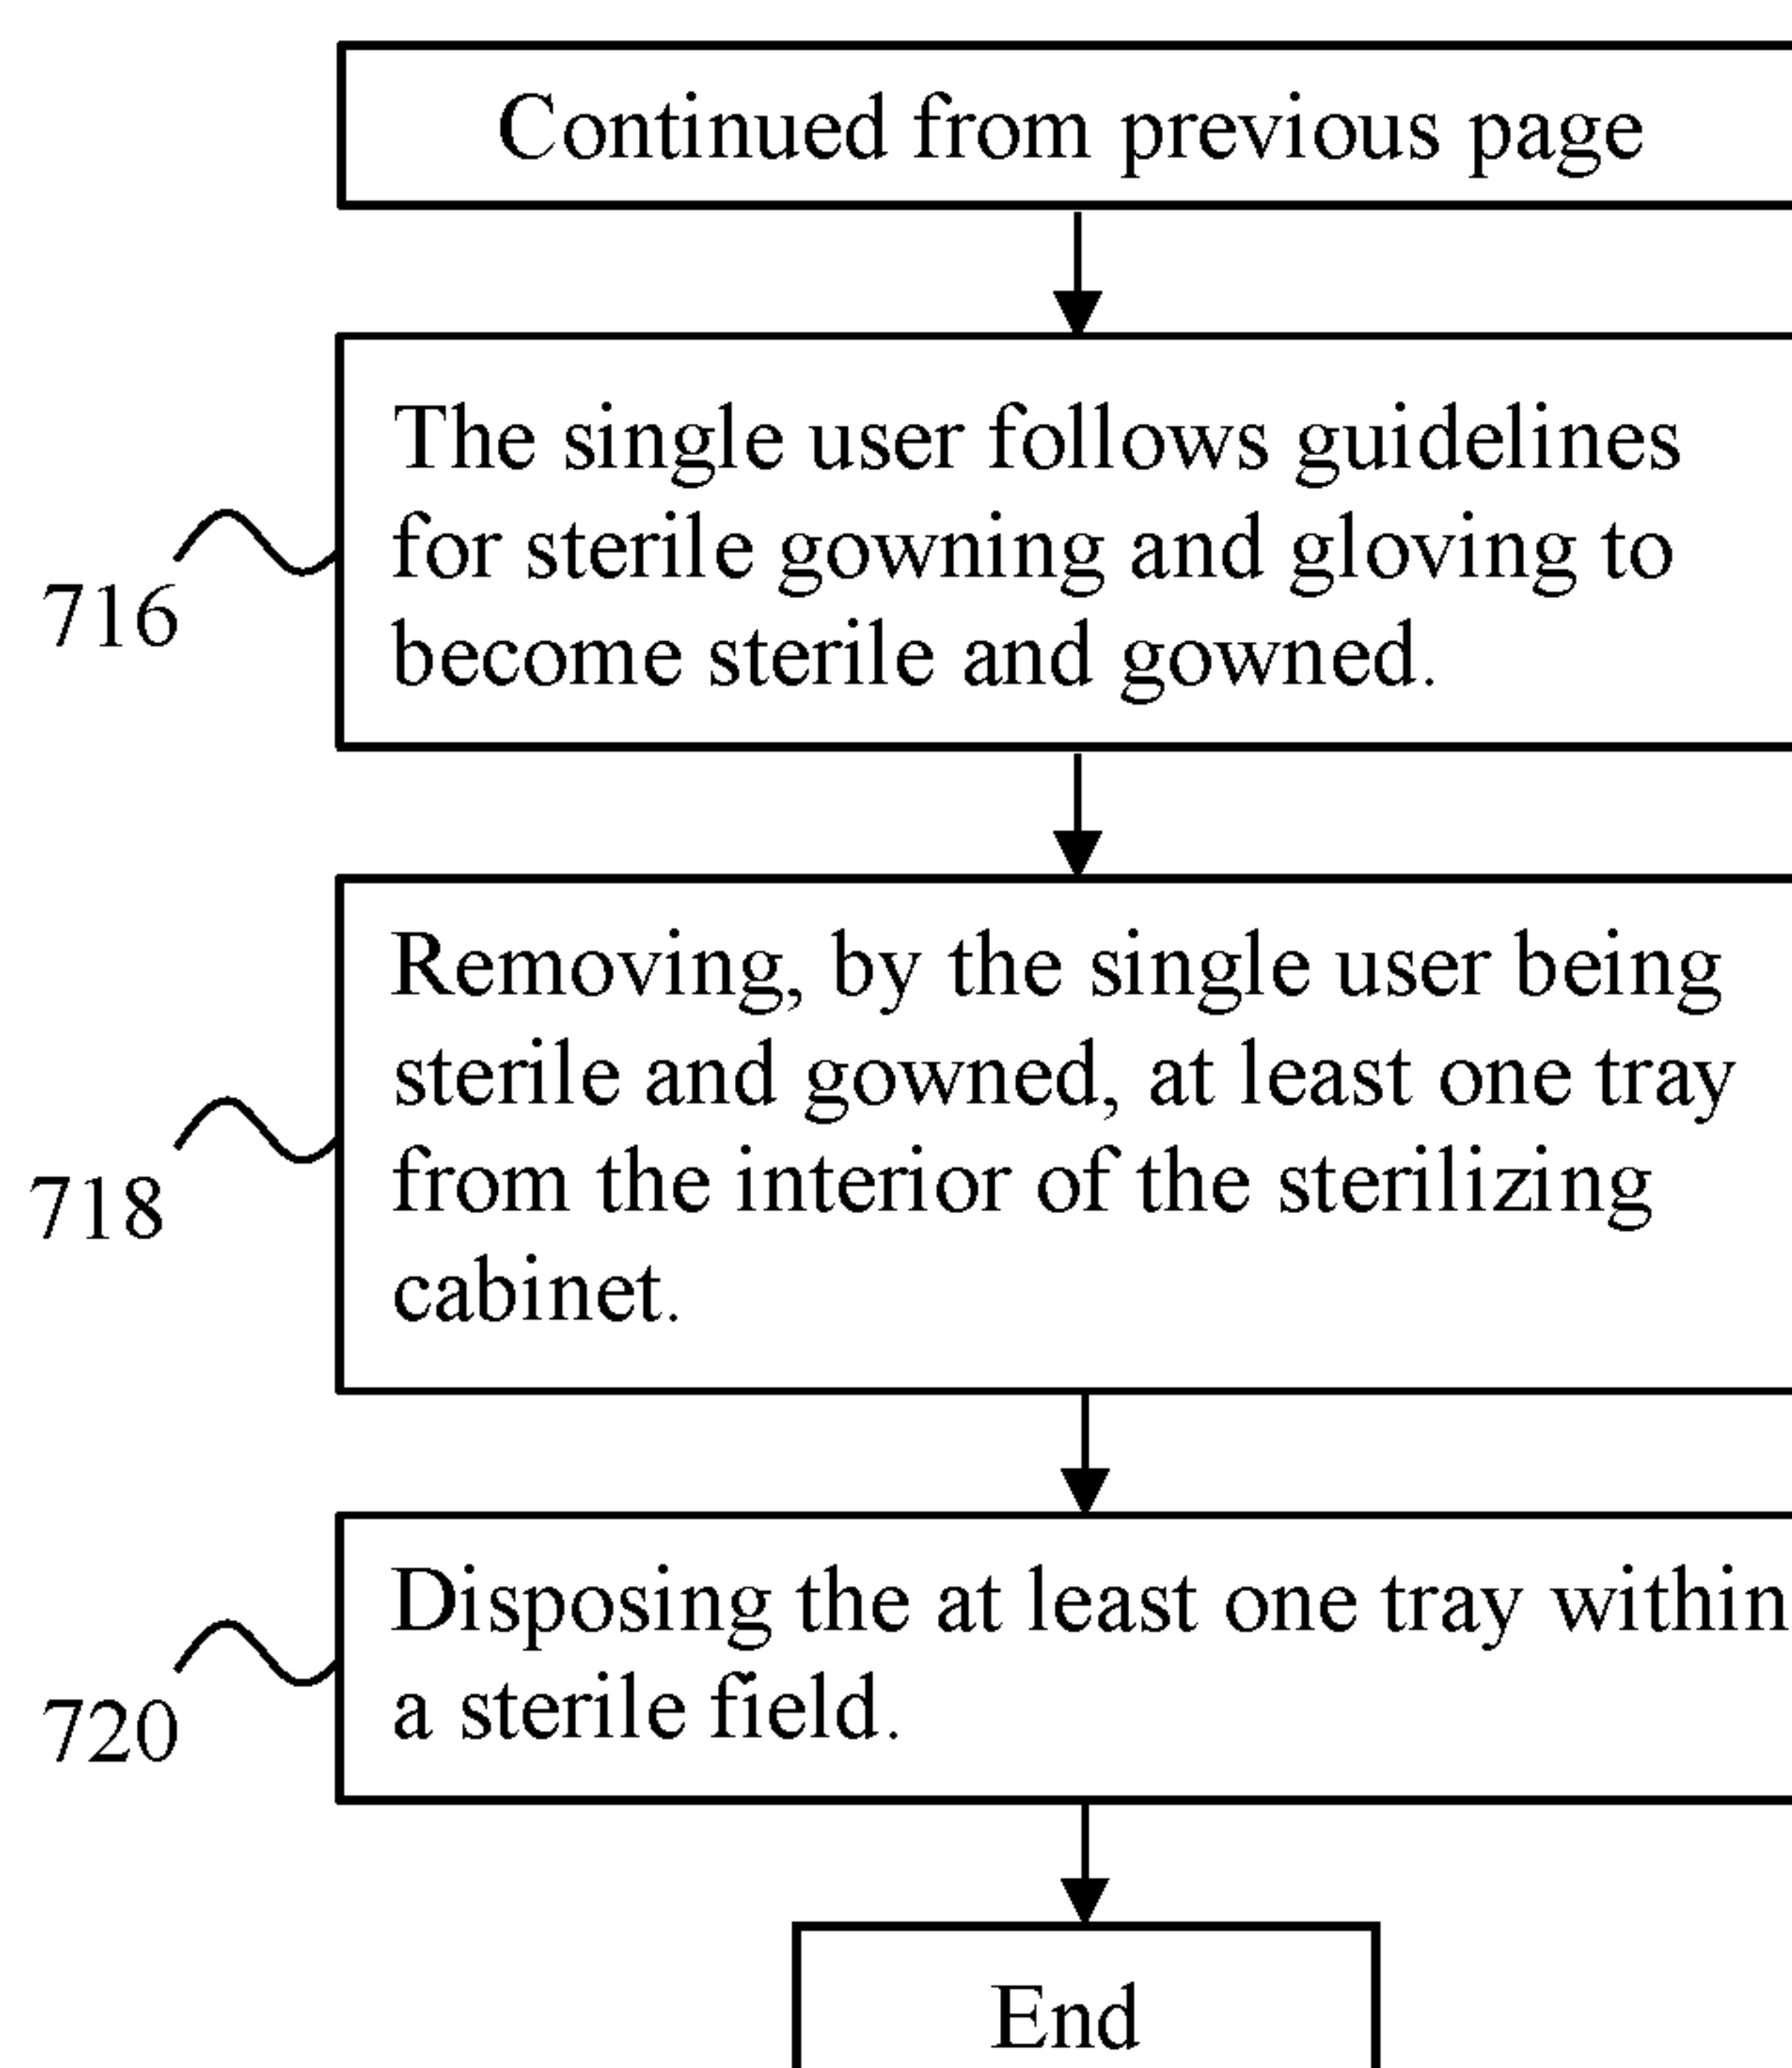 Continued from previous page
The single user follows guidelines
for sterile gowning and gloving to
become sterile and gowned.
716
Removing, by the single user being
sterile and gowned, at least one tray
from the interior of the sterilizing
cabinet.
718
Disposing the at least one tray within
a sterile field.
720
End